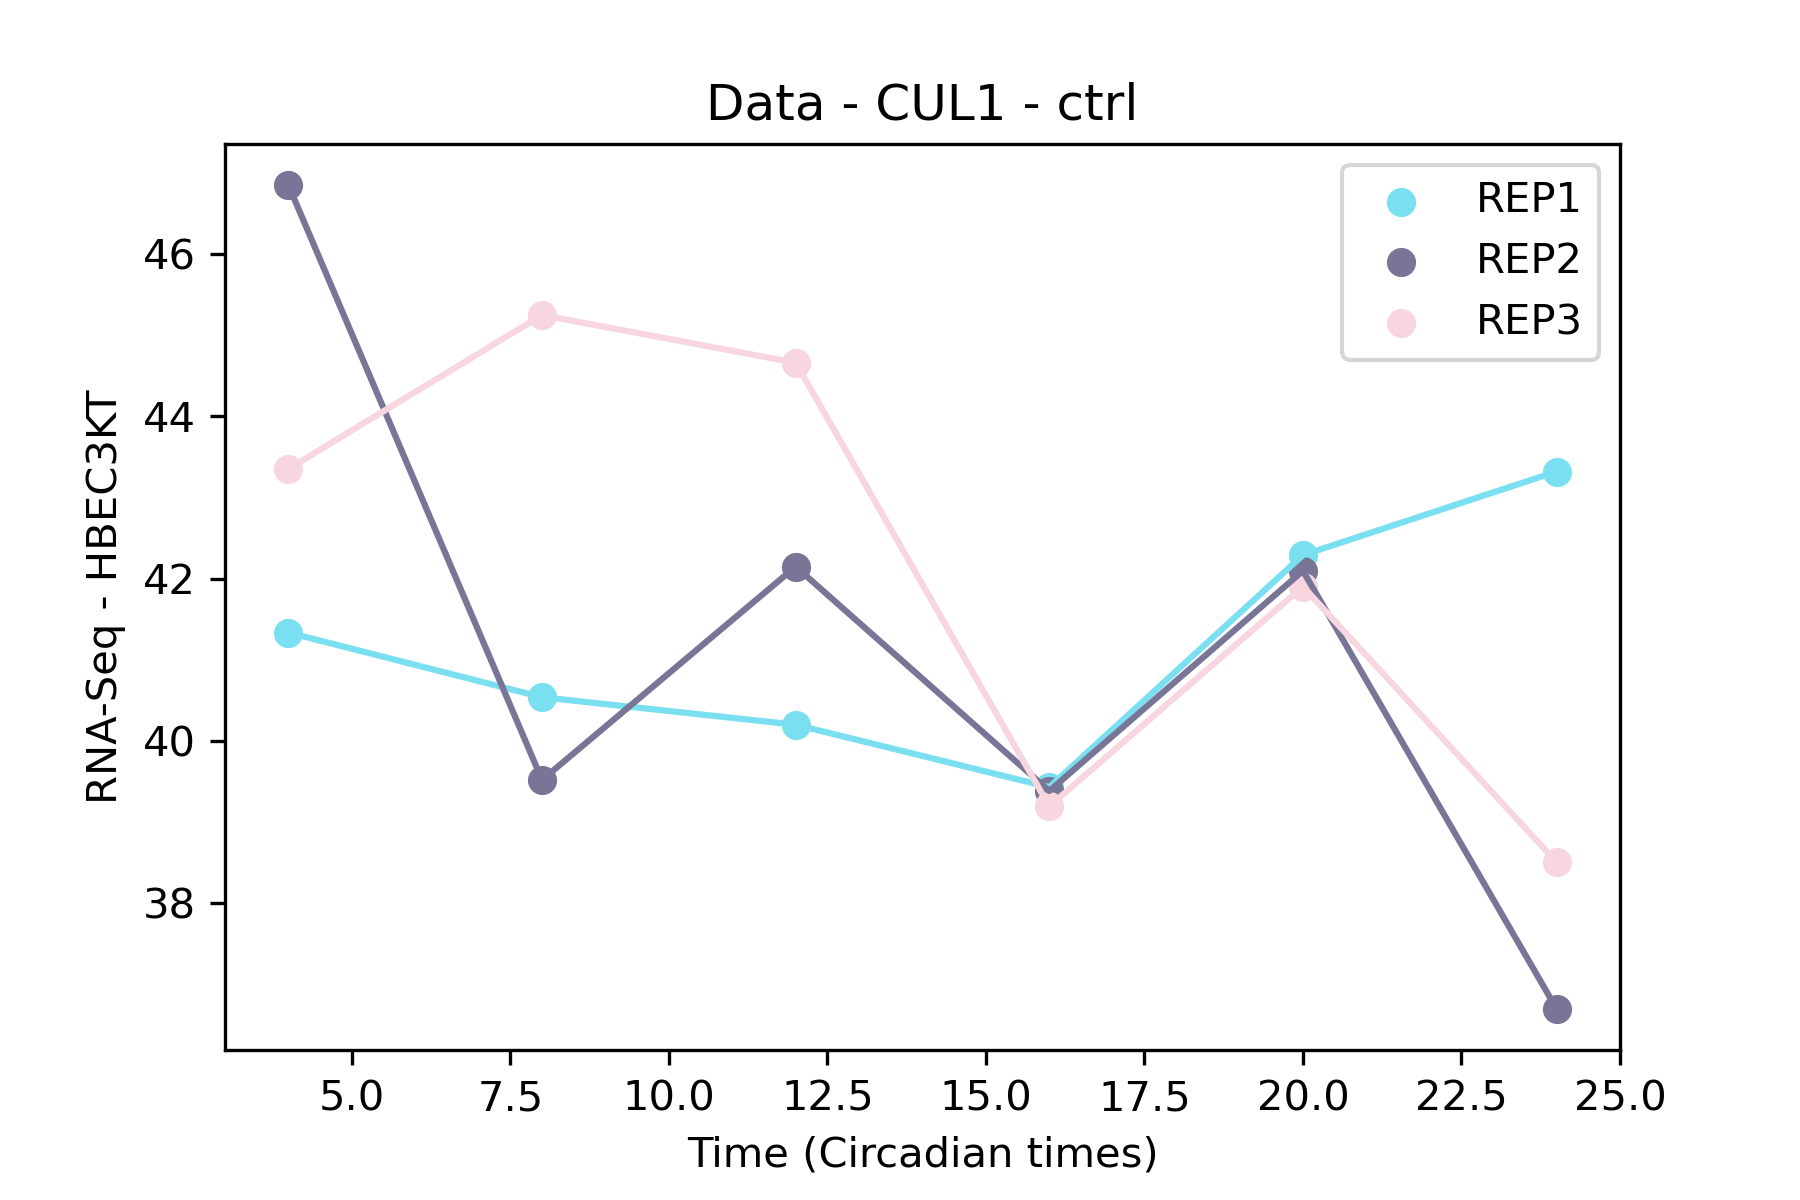 Data - CUL1 - ctrl
REP1
REP2
REP3
RNA-Seq - HBEC3KT
46
44
42
40
38
5.0 7.5 10.0 12.5 15.0 17.5 20.0 22.5 25.0
Time (Circadian times)